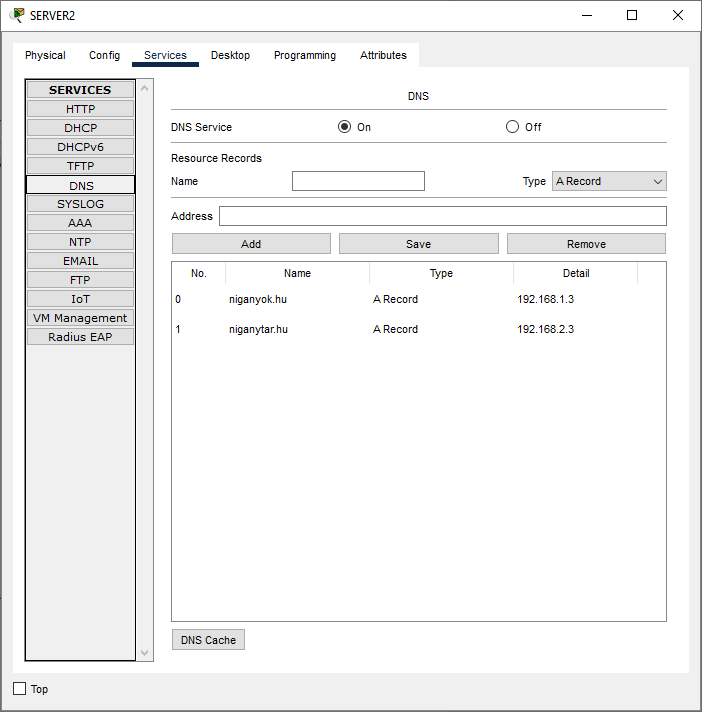 SERVER2
Physical Config Services Desktop Programming Attributes
SERVICES
HTTP
DHCP
DHCPv6
TFTP
DNS
SYSLOG
AAA
NTP
EMAIL
FTP
IoT
VM Management
Radius EAP
DNS
DNS Service On Off
Resource Records
Name Type A Record
Address
Add Save Remove
No. Name Type Detail
0 niganyok.hu A Record 192.168.1.3
1 niganytar.hu A Record 192.168.2.3
DNS Cache
Top